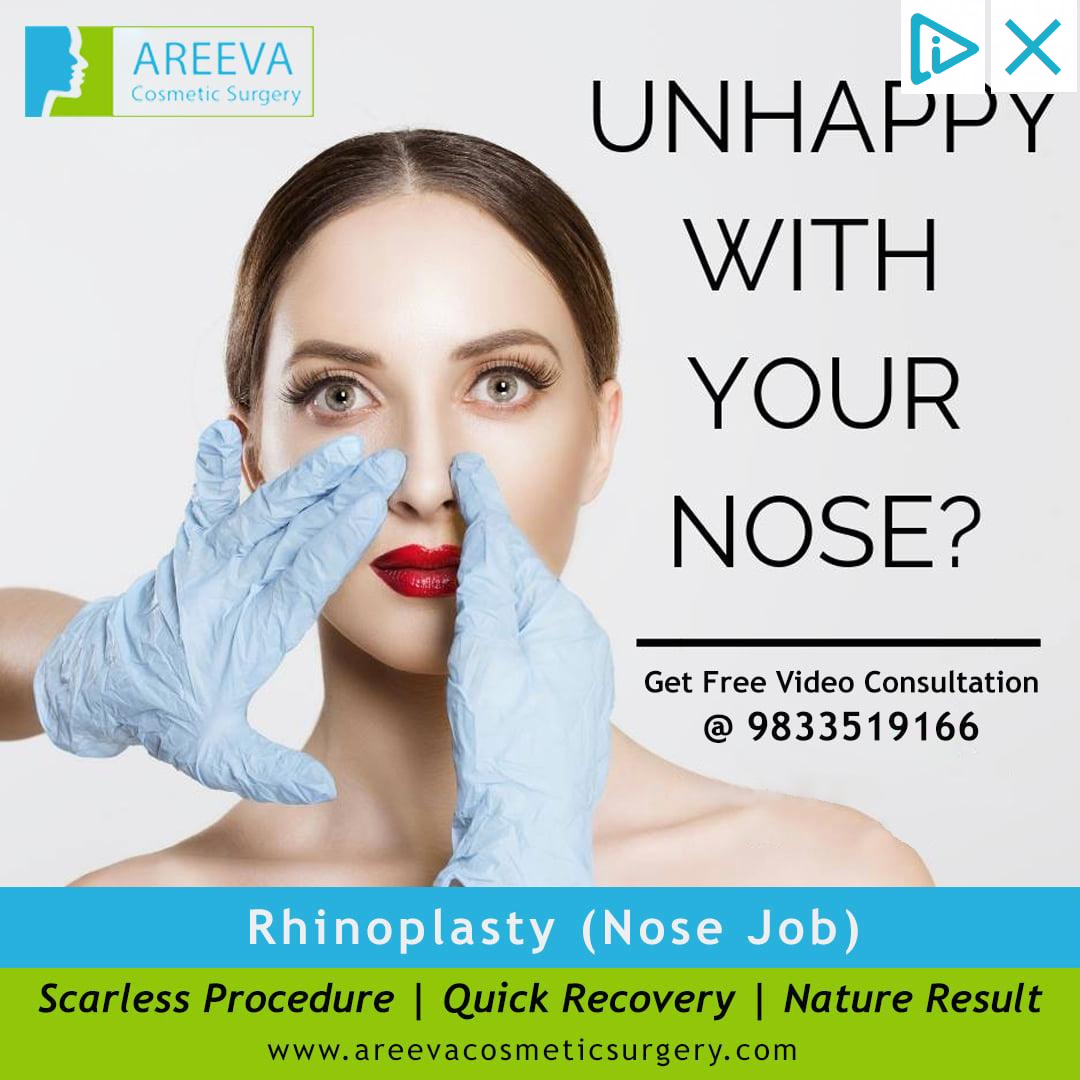 AREEVA
Cosmetic Surgery
UNHAPPY
WITH
YOUR
NOSE?
Get Free Video Consultation
@ 9833519166
Rhinoplasty (Nose Job)
Scarless Procedure | Quick Recovery | Nature Result
www.areevacosmeticsurgery.com